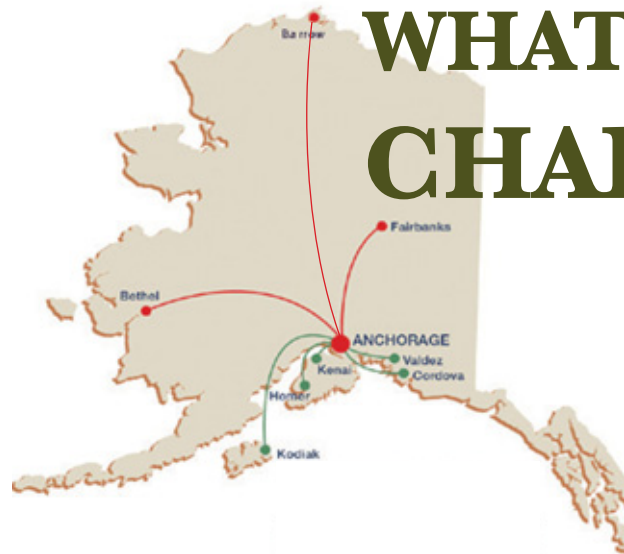 WHAT
Barrow
CHA
Fairbanks
Bethel
ANCHORAGE
Valdez
Kenai
Cordova
Homer
Kodiak